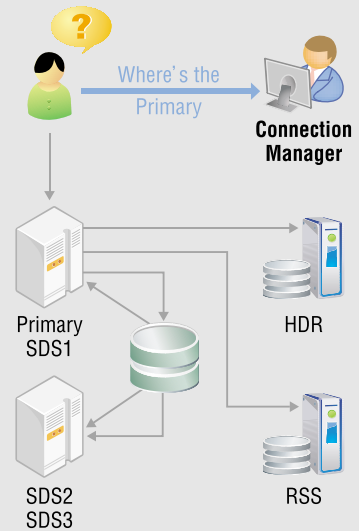 ?
Where's the
Primary
Connection
Manager
Primary
SDS1
HDR
SDS2
SDS3
RSS